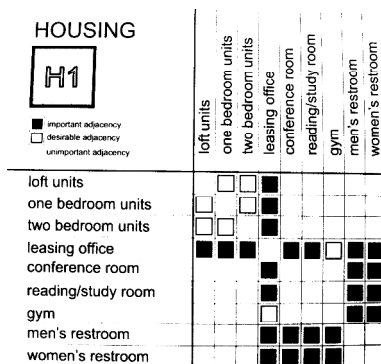 HOUSING
H1
important adjacency
desirable adjacency
unimportant adjacency
loft units
one bedroom units
two bedroom units
leasing office
conference room
reading/study room
gym
men's restroom
women's restroom
loft units
one bedroom units
two bedroom units
leasing office
conference room
reading/study room
gym
men's restroom
women's restroom